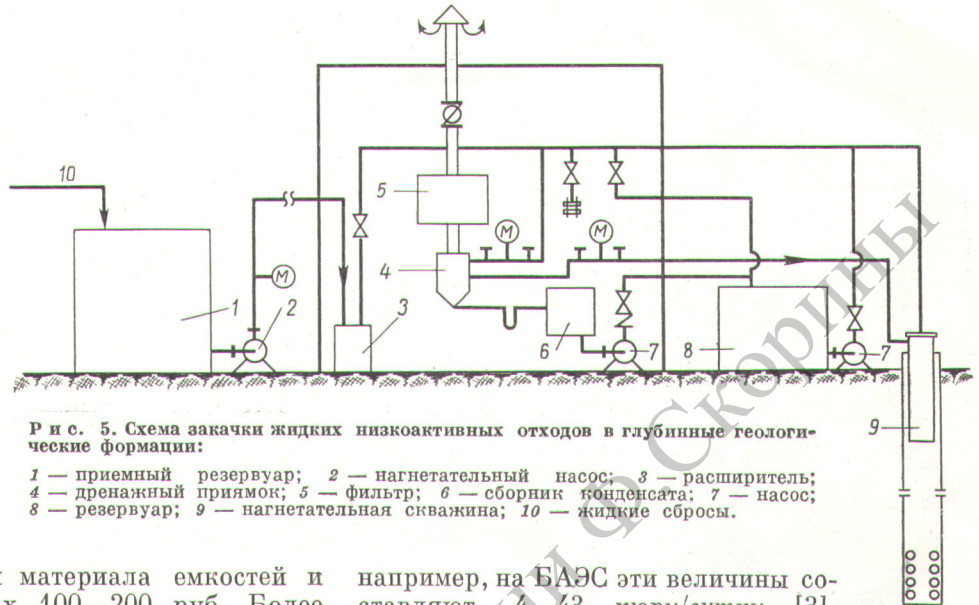 10
5
М
М
4
М
1
2
3
6
7
8
7
9
Рис. 5. Схема закачки жидких низкоактивных отходов в глубинные геологи-
ческие формации:
1 — приемный резервуар; 2 — нагнетательный насос; 3 — расширитель;
4 — дренажный приямок; 5 — фильтр; 6 — сборник конденсата; 7 — насос;
8 — резервуар; 9 — нагнетательная скважина; 10 — жидкие сбросы.
материала емкостей и
например, на БАЭС эти величины со-
Ф. Скорины